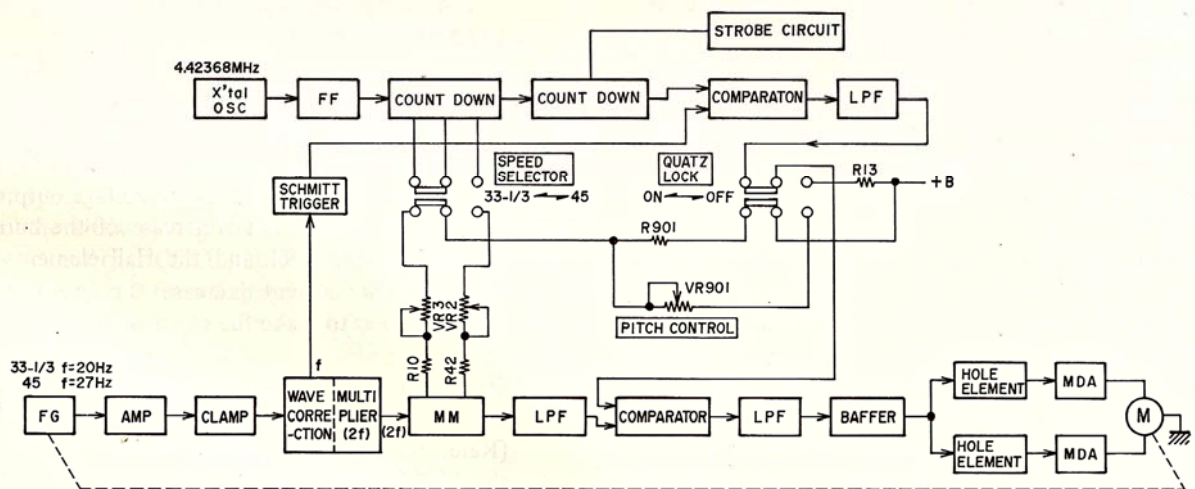 STROBE CIRCUIT
4.42368MHz
X'tal
OSC
FF
COUNT DOWN
COUNT DOWN
COMPARATON
LPF
SCHMITT
TRIGGER
SPEED
SELECTOR
33-1/3 45
QUATZ
LOCK
ON OFF
R13
+B
R901
VR901
PITCH CONTROL
VR3
VR2
R10
R42
f
33-1/3 f=20Hz
45 f=27Hz
FG
AMP
CLAMP
WAVE
CORRE
-CTION
MULTI
PLIER
(2f)
(2f)
MM
LPF
COMPARATOR
LPF
BAFFER
HOLE
ELEMENT
MDA
HOLE
ELEMENT
MDA
M